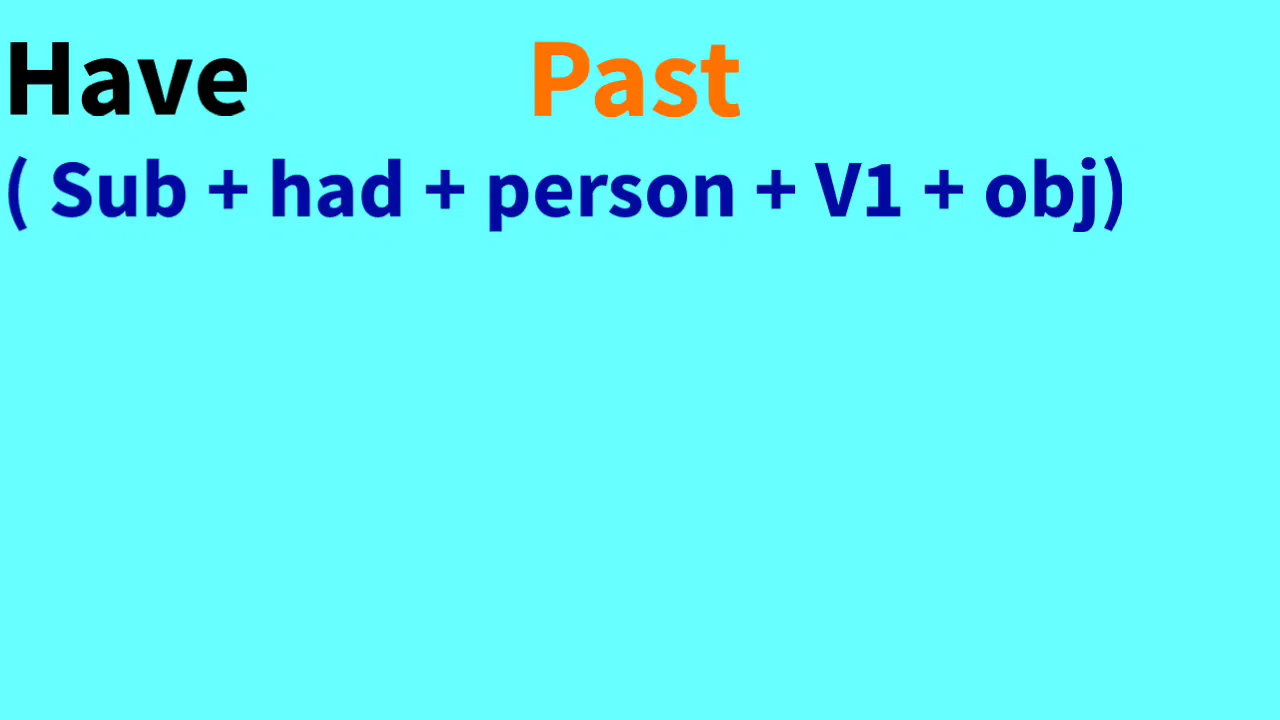 Have Past
( Sub + had + person + V1 + obj)